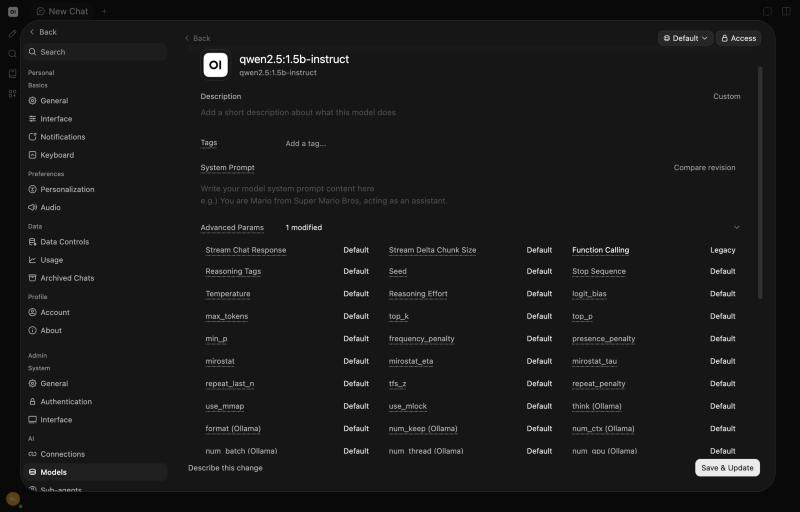 OI
New Chat
+
Back
Search
Personal
Basics
General
Interface
Notifications
Keyboard
Preferences
Personalization
Audio
Data
Data Controls
Usage
Archived Chats
Profile
Account
About
Admin
System
General
Authentication
Interface
AI
Connections
Models
Sub-agents
Back
Default
Access
OI
qwen2.5:1.5b-instruct
qwen2.5:1.5b-instruct
Description Custom
Add a short description about what this model does
Tags Add a tag...
System Prompt Compare revision
Write your model system prompt content here
e.g.) You are Mario from Super Mario Bros, acting as an assistant.
Advanced Params 1 modified
Stream Chat Response Default Stream Delta Chunk Size Default Function Calling Legacy
Reasoning Tags Default Seed Default Stop Sequence Default
Temperature Default Reasoning Effort Default logit_bias Default
max_tokens Default top_k Default top_p Default
min_p Default frequency_penalty Default presence_penalty Default
mirostat Default mirostat_eta Default mirostat_tau Default
repeat_last_n Default tfs_z Default repeat_penalty Default
use_mmap Default use_mlock Default think (Ollama) Default
format (Ollama) Default num_keep (Ollama) Default num_ctx (Ollama) Default
num_batch (Ollama) Default num_thread (Ollama) Default num_gpu (Ollama) Default
Describe this change
Save & Update